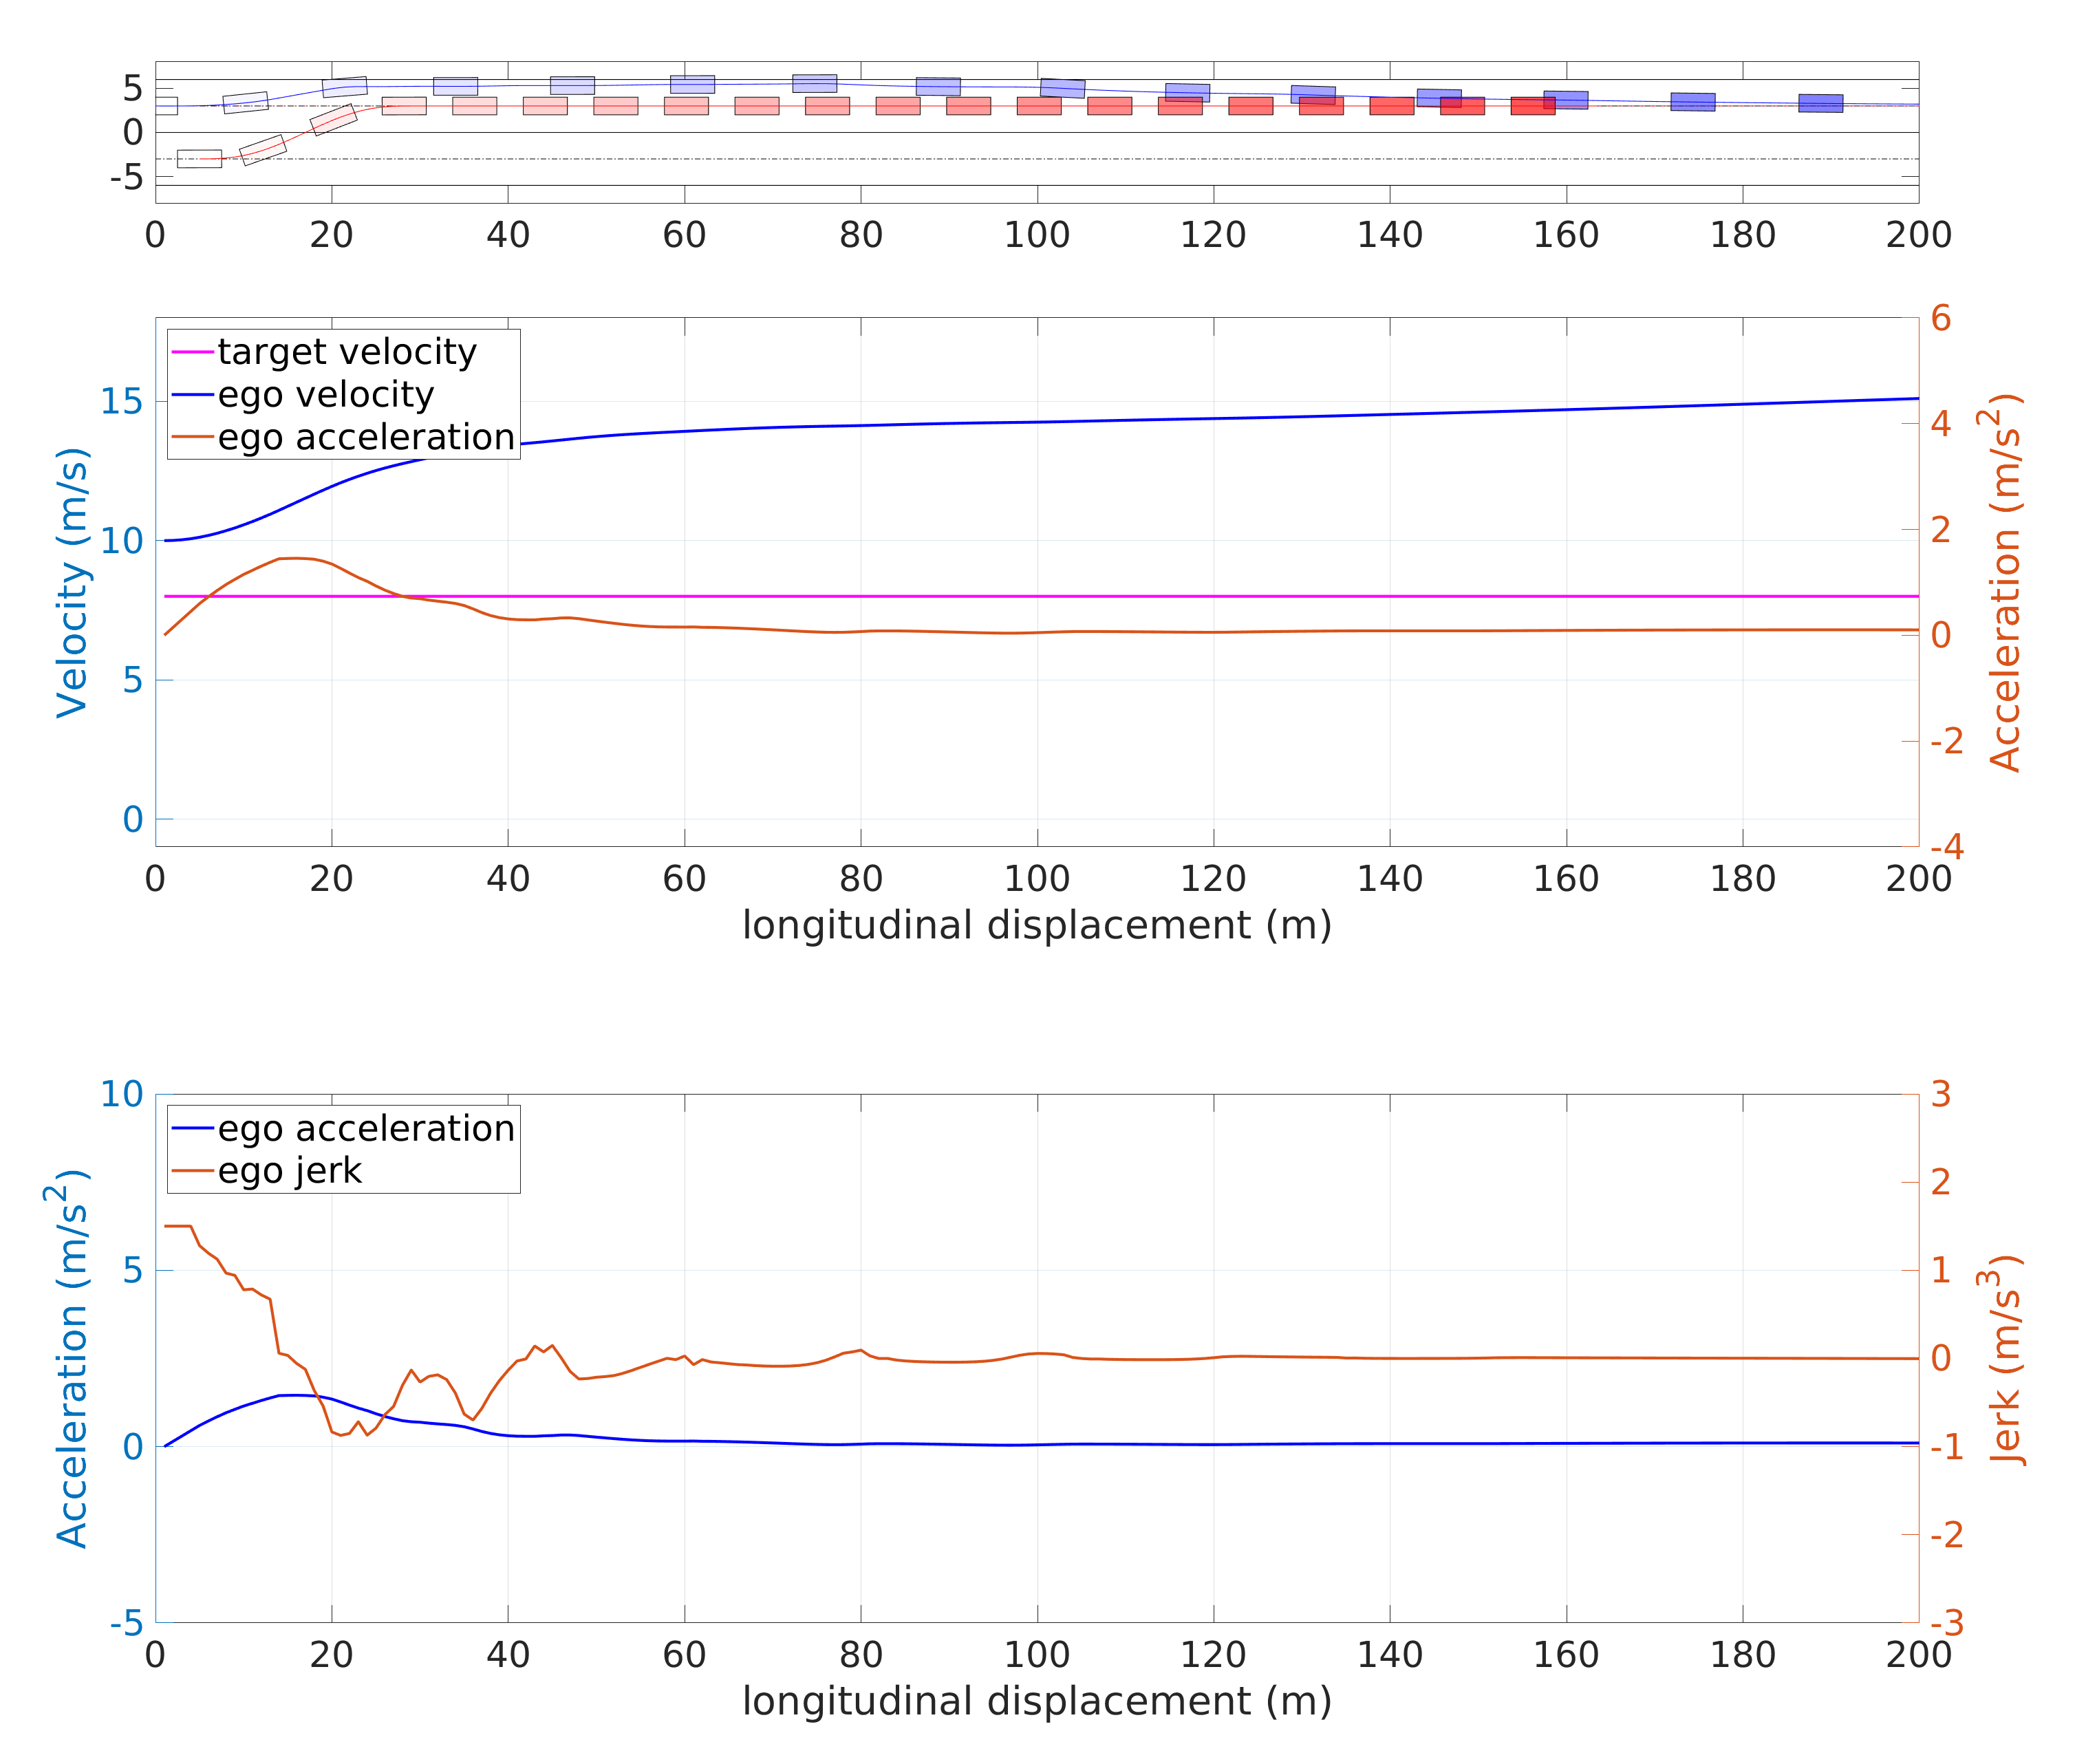 5
0
-5
0 20 40 60 80 100 120 140 160 180 200
target velocity
ego velocity
ego acceleration
15
10
5
0
Velocity (m/s)
6
4
2
0
-2
-4
Acceleration (m/s²)
0 20 40 60 80 100 120 140 160 180 200
longitudinal displacement (m)
ego acceleration
ego jerk
10
5
0
-5
Acceleration (m/s²)
3
2
1
0
-1
-2
-3
Jerk (m/s³)
0 20 40 60 80 100 120 140 160 180 200
longitudinal displacement (m)